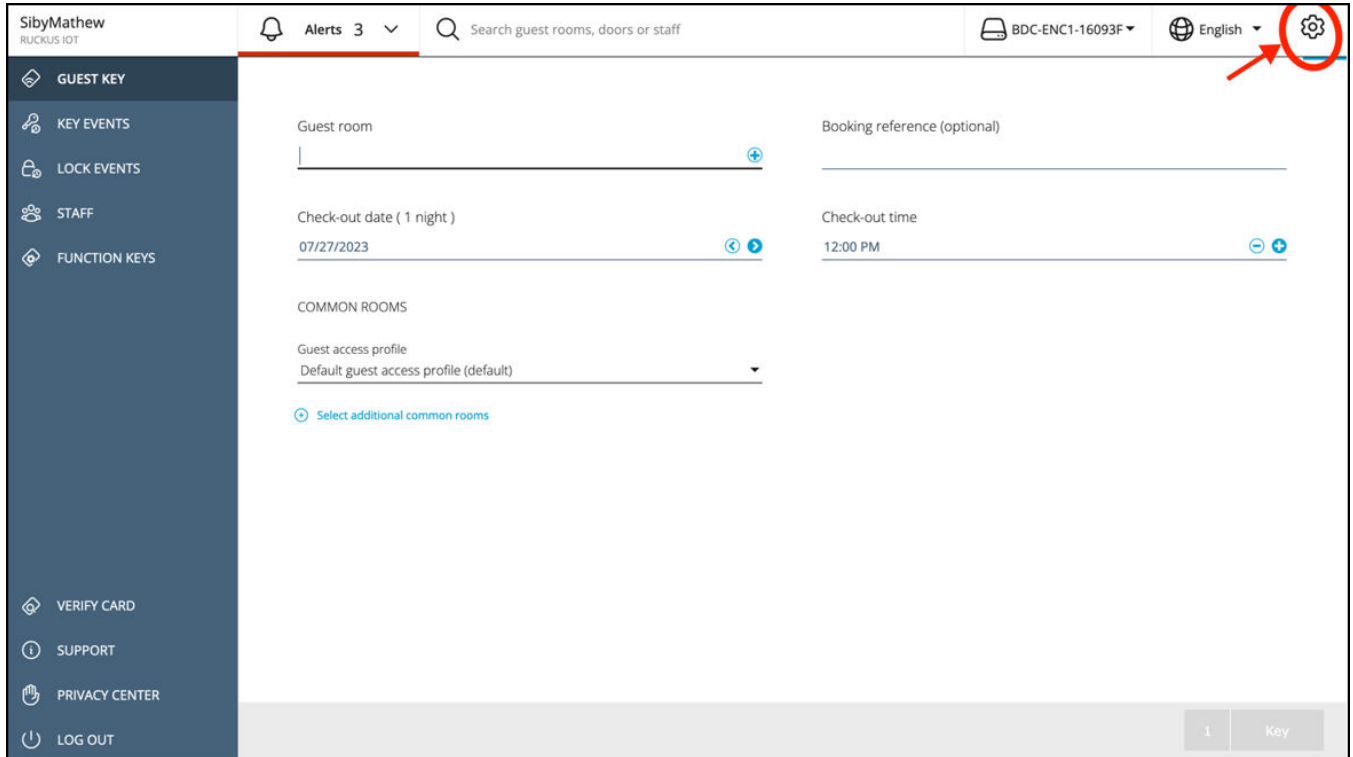 SibyMathew
RUCKUS IOT
Alerts 3
Search guest rooms, doors or staff
BDC-ENC1-16093F
English
GUEST KEY
KEY EVENTS
LOCK EVENTS
STAFF
FUNCTION KEYS
VERIFY CARD
SUPPORT
PRIVACY CENTER
LOG OUT
Guest room
Booking reference (optional)
Check-out date ( 1 night )
Check-out time
07/27/2023
12:00 PM
COMMON ROOMS
Guest access profile
Default guest access profile (default)
Select additional common rooms
1
Key